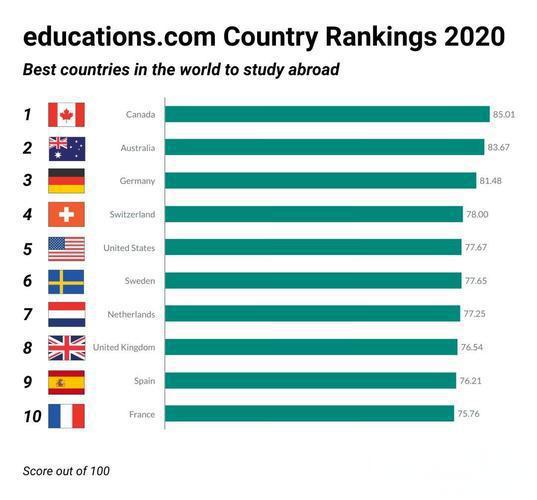 educations.com Country Rankings 2020
Best countries in the world to study abroad
1 Canada 85.01
2 Australia 83.67
3 Germany 81.48
4 Switzerland 78.00
5 United States 77.67
6 Sweden 77.65
7 Netherlands 77.25
8 United Kingdom 76.54
9 Spain 76.21
10 France 75.76
Score out of 100